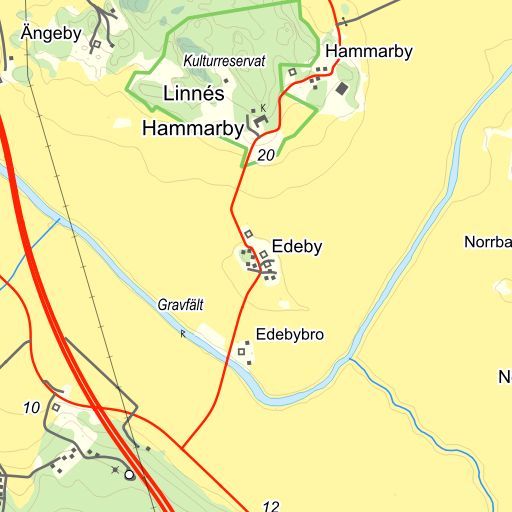 Ängeby
Hammarby
Kulturreservat
Linnés
Hammarby
K
20
Edeby
Norrba
Gravfält
R
Edebybro
N
10
12